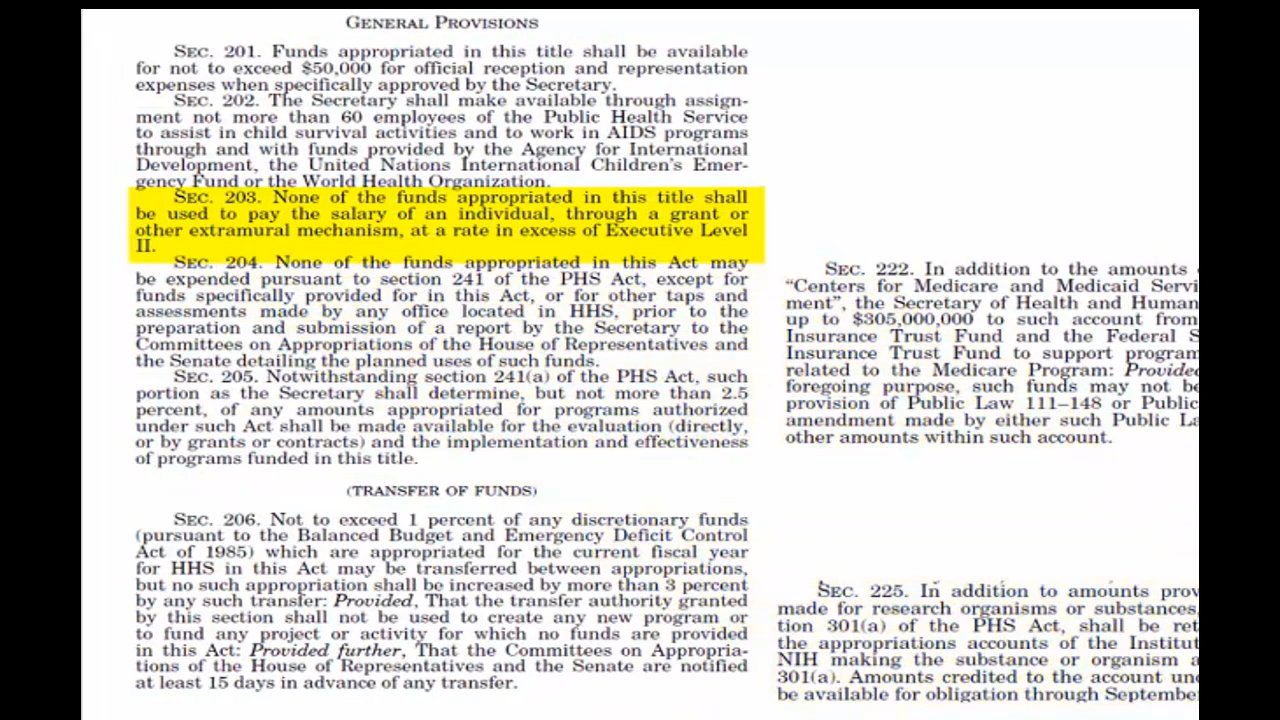 GENERAL PROVISIONS
SEC. 201. Funds appropriated in this title shall be available
for not to exceed $50,000 for official reception and representation
expenses when specifically approved by the Secretary.
SEC. 202. The Secretary shall make available through assign-
ment not more than 60 employees of the Public Health Service
to assist in child survival activities and to work in AIDS programs
through and with funds provided by the Agency for International
Development, the United Nations International Children's Emer-
gency Fund or the World Health Organization.
SEC. 203. None of the funds appropriated in this title shall
be used to pay the salary of an individual, through a grant or
other extramural mechanism, at a rate in excess of Executive Level
II.
SEC. 204. None of the funds appropriated in this Act may
be expended pursuant to section 241 of the PHS Act, except for
funds specifically provided for in this Act, or for other taps and
assessments made by any office located in HHS, prior to the
preparation and submission of a report by the Secretary to the
Committees on Appropriations of the House of Representatives and
the Senate detailing the planned uses of such funds.
SEC. 205. Notwithstanding section 241(a) of the PHS Act, such
portion as the Secretary shall determine, but not more than 2.5
percent, of any amounts appropriated for programs authorized
under such Act shall be made available for the evaluation (directly,
or by grants or contracts) and the implementation and effectiveness
of programs funded in this title.
(TRANSFER OF FUNDS)
SEC. 206. Not to exceed 1 percent of any discretionary funds
(pursuant to the Balanced Budget and Emergency Deficit Control
Act of 1985) which are appropriated for the current fiscal year
for HHS in this Act may be transferred between appropriations,
but no such appropriation shall be increased by more than 3 percent
by any such transfer: Provided, That the transfer authority granted
by this section shall not be used to create any new program or
to fund any project or activity for which no funds are provided
in this Act: Provided further, That the Committees on Appropria-
tions of the House of Representatives and the Senate are notified
at least 15 days in advance of any transfer.
SEC. 222. In addition to the amounts
"Centers for Medicare and Medicaid Servi
ment", the Secretary of Health and Human
up to $305,000,000 to such account from
Insurance Trust Fund and the Federal S
Insurance Trust Fund to support program
related to the Medicare Program: Provided
foregoing purpose, such funds may not be
provision of Public Law 111–148 or Public
amendment made by either such Public La
other amounts within such account.
SEC. 225. In addition to amounts prov
made for research organisms or substances,
tion 301(a) of the PHS Act, shall be ret
the appropriations accounts of the Institut
NIH making the substance or organism a
301(a). Amounts credited to the account und
be available for obligation through September